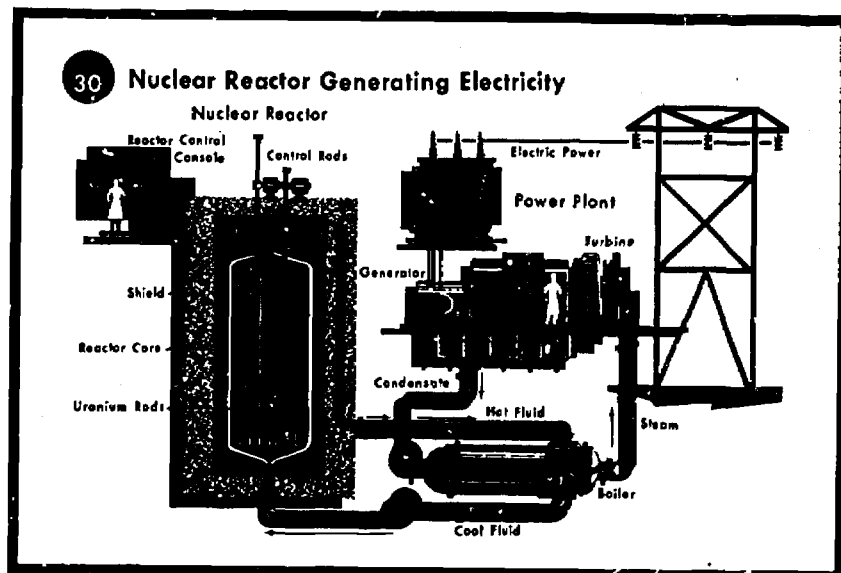 30 Nuclear Reactor Generating Electricity
Nuclear Reactor
Reactor Control
Console
Control Rods
Electric Power
Power Plant
Turbine
Generator
Shield
Reactor Core
Uranium Rods
Condensate
Hot Fluid
Steam
Boiler
Cool Fluid